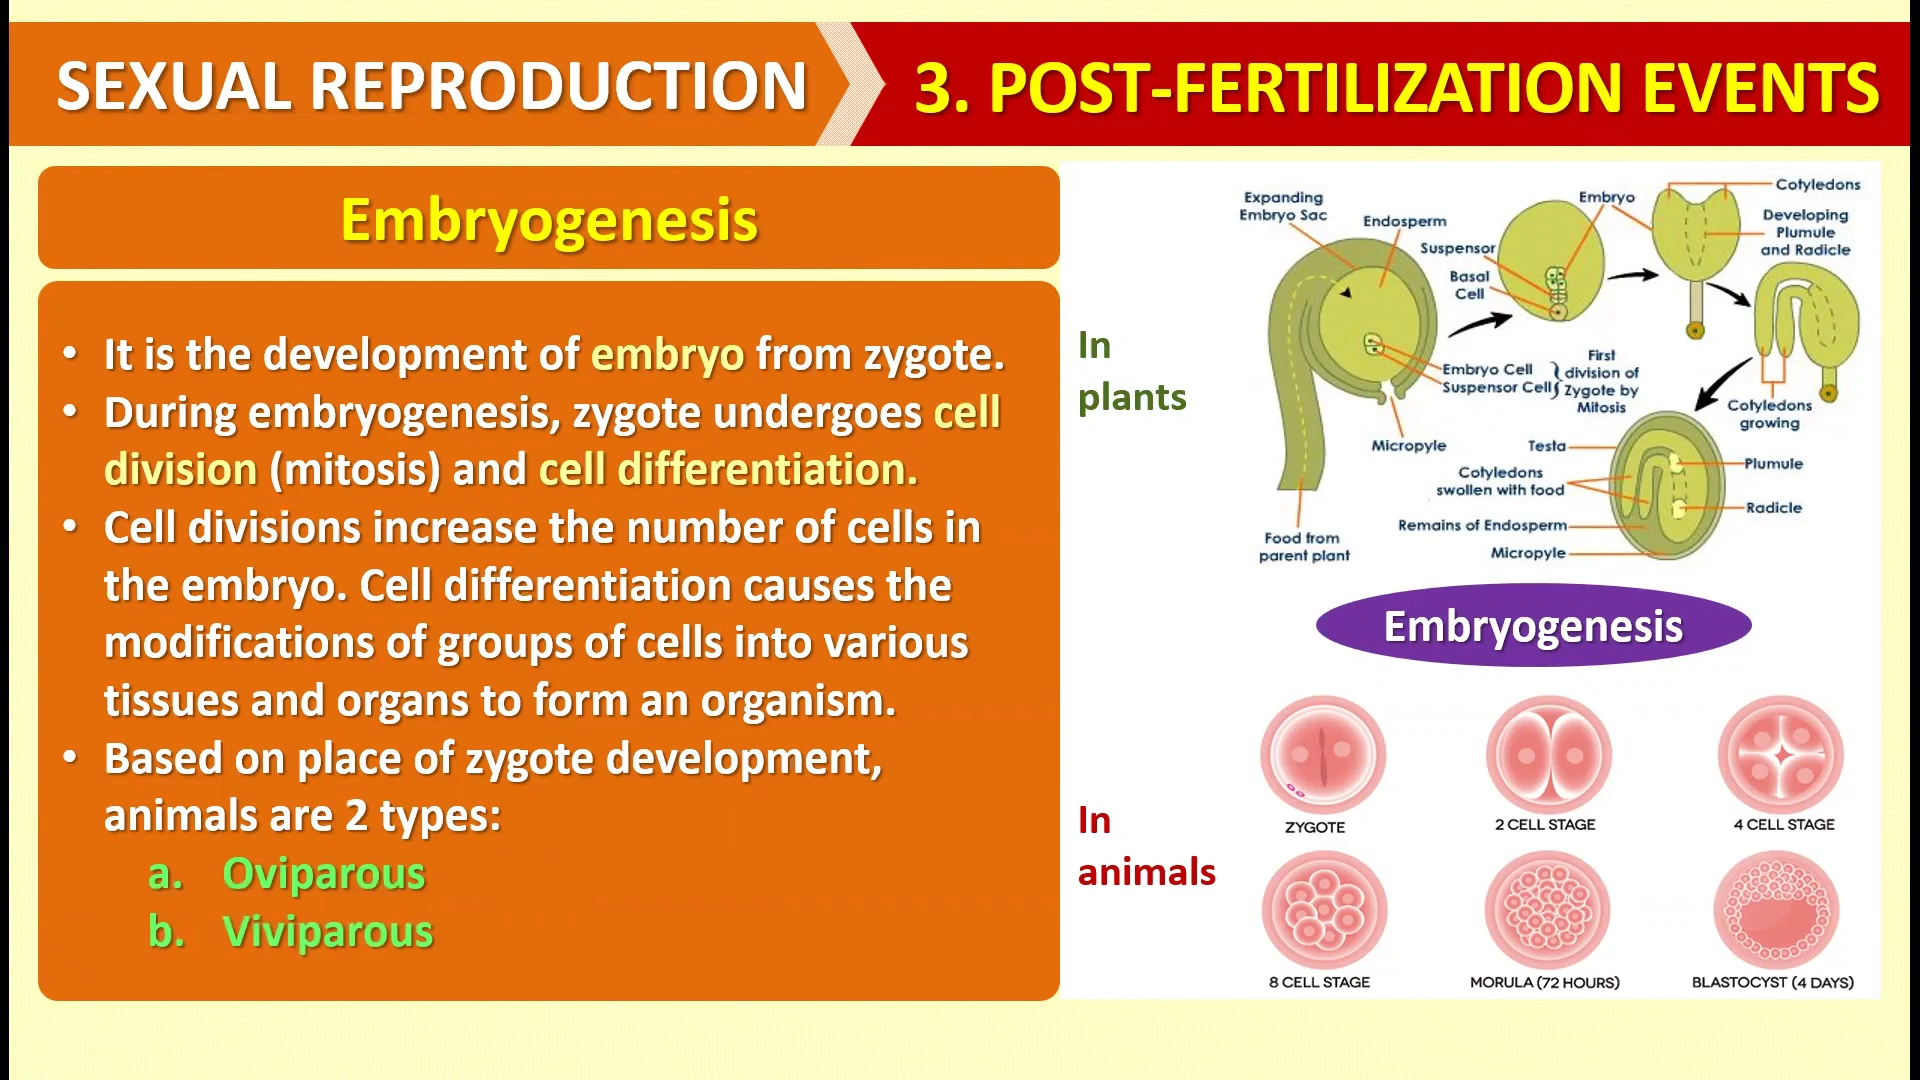 SEXUAL REPRODUCTION
3. POST-FERTILIZATION EVENTS
Embryogenesis
• It is the development of embryo from zygote.
• During embryogenesis, zygote undergoes cell
division (mitosis) and cell differentiation.
• Cell divisions increase the number of cells in
the embryo. Cell differentiation causes the
modifications of groups of cells into various
tissues and organs to form an organism.
• Based on place of zygote development,
animals are 2 types:
a. Oviparous
b. Viviparous
In
plants
Expanding
Embryo Sac
Endosperm
Suspensor
Basal
Cell
Embryo
Cotyledons
Developing
Plumule
and Radicle
Embryo Cell
Suspensor Cell
First
division of
Zygote by
Mitosis
Micropyle
Food from
parent plant
Cotyledons
growing
Testa
Cotyledons
swollen with food
Remains of Endosperm
Micropyle
Plumule
Radicle
Embryogenesis
In
animals
ZYGOTE
2 CELL STAGE
4 CELL STAGE
8 CELL STAGE
MORULA (72 HOURS)
BLASTOCYST (4 DAYS)